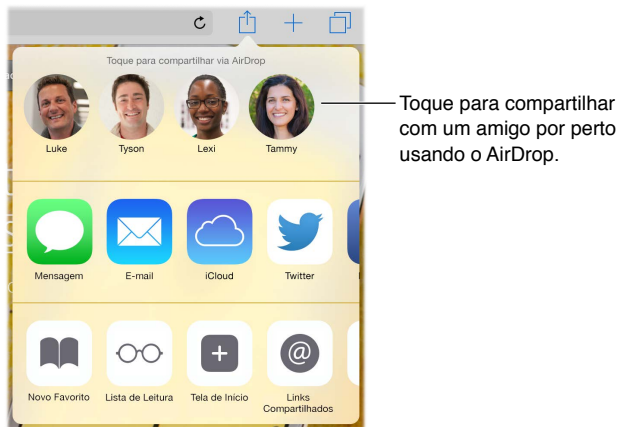 Toque para compartilhar via AirDrop
Luke
Tyson
Lexi
Tammy
Toque para compartilhar
com um amigo por perto
usando o AirDrop.
Mensagem
E-mail
iCloud
Twitter
Novo Favorito
Lista de Leitura
Tela de Início
@
Links
Compartilhados